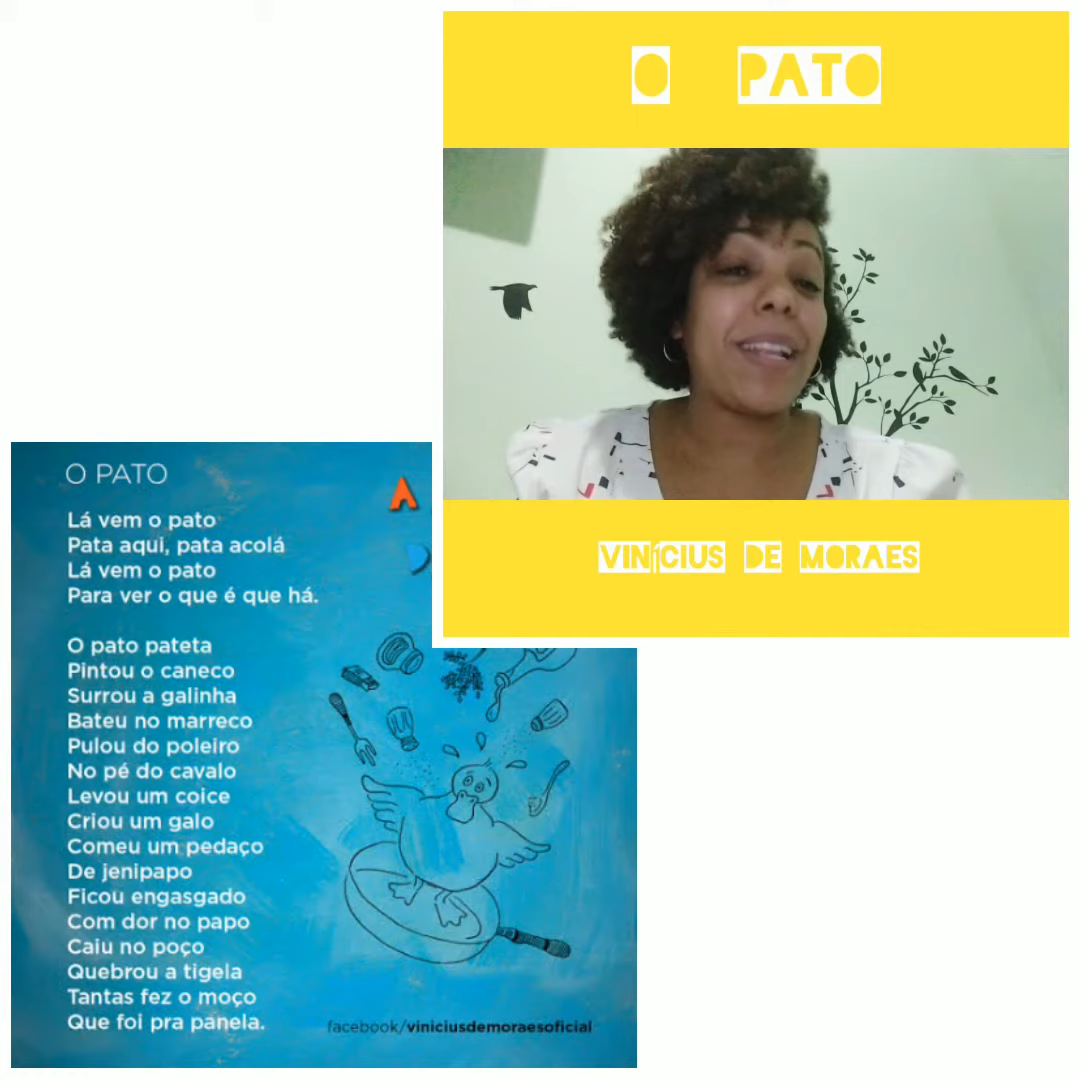 O PATO
VINÍCIUS DE MORAES
O PATO
Lá vem o pato
Pata aqui, pata acolá
Lá vem o pato
Para ver o que é que há.
O pato pateta
Pintou o caneco
Surrou a galinha
Bateu no marreco
Pulou do poleiro
No pé do cavalo
Levou um coice
Criou um galo
Comeu um pedaço
De jenipapo
Ficou engasgado
Com dor no papo
Caiu no poço
Quebrou a tigela
Tantas fez o moço
Que foi pra panela.
facebook/viniciusdemoraesoficial